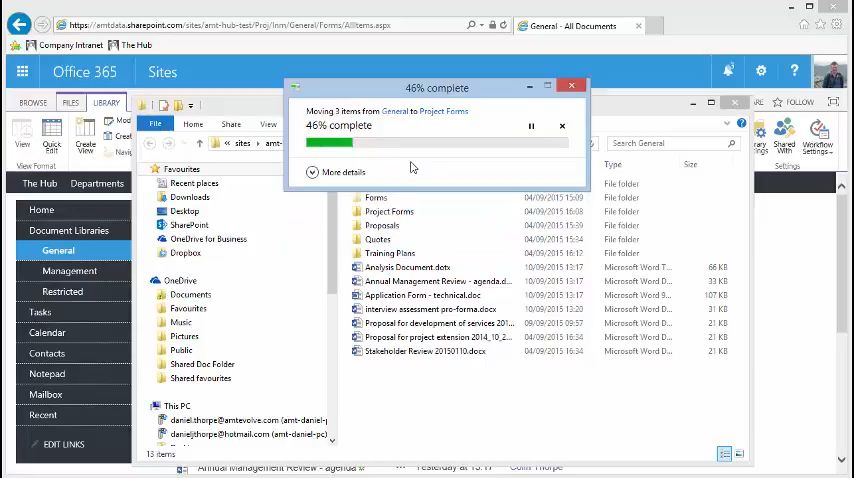 https://amtdata.sharepoint.com/sites/amt-hub-test/Proj/Inm/General/Forms/AllItems.aspx
General - All Documents
Company Intranet
The Hub
Office 365
Sites
BROWSE
FILES
LIBRARY
FOLLOW
View
Quick Edit
Create View
View Format
Shared With
Workflow Settings
Settings
The Hub
Departments
Home
Document Libraries
General
Management
Restricted
Tasks
Calendar
Contacts
Notepad
Mailbox
Recent
EDIT LINKS
File
Home
Share
View
sites
amt-
Search General
46% complete
Moving 3 items from General to Project Forms
46% complete
More details
Favourites
Recent places
Downloads
Desktop
SharePoint
OneDrive for Business
Dropbox
OneDrive
Documents
Favourites
Music
Pictures
Public
Shared Doc Folder
Shared favourites
This PC
daniel.thorpe@amtevolve.com (amt-daniel-p
danieljthorpe@hotmail.com (amt-daniel-pc)
13 items
Type
Size
File folder
Forms 04/09/2015 15:09 File folder
Project Forms 04/09/2015 16:08 File folder
Proposals 04/09/2015 16:34 File folder
Quotes 04/09/2015 15:34 File folder
Training Plans 04/09/2015 16:12 File folder
Analysis Document.dotx 10/09/2015 13:17 Microsoft Word T... 66 KB
Annual Management Review - agenda.d... 10/09/2015 13:17 Microsoft Word D... 33 KB
Application Form - technical.doc 10/09/2015 13:17 Microsoft Word 9... 107 KB
interview assessment pro-forma.docx 10/09/2015 13:20 Microsoft Word D... 31 KB
Proposal for development of services 201... 08/09/2015 09:57 Microsoft Word D... 21 KB
Proposal for project extension 2014_10_2... 04/09/2015 16:34 Microsoft Word D... 21 KB
Stakeholder Review 20150110.docx 04/09/2015 16:34 Microsoft Word D... 21 KB
Annual Management Review - agenda
Yesterday at 13:17
Colin Thorpe